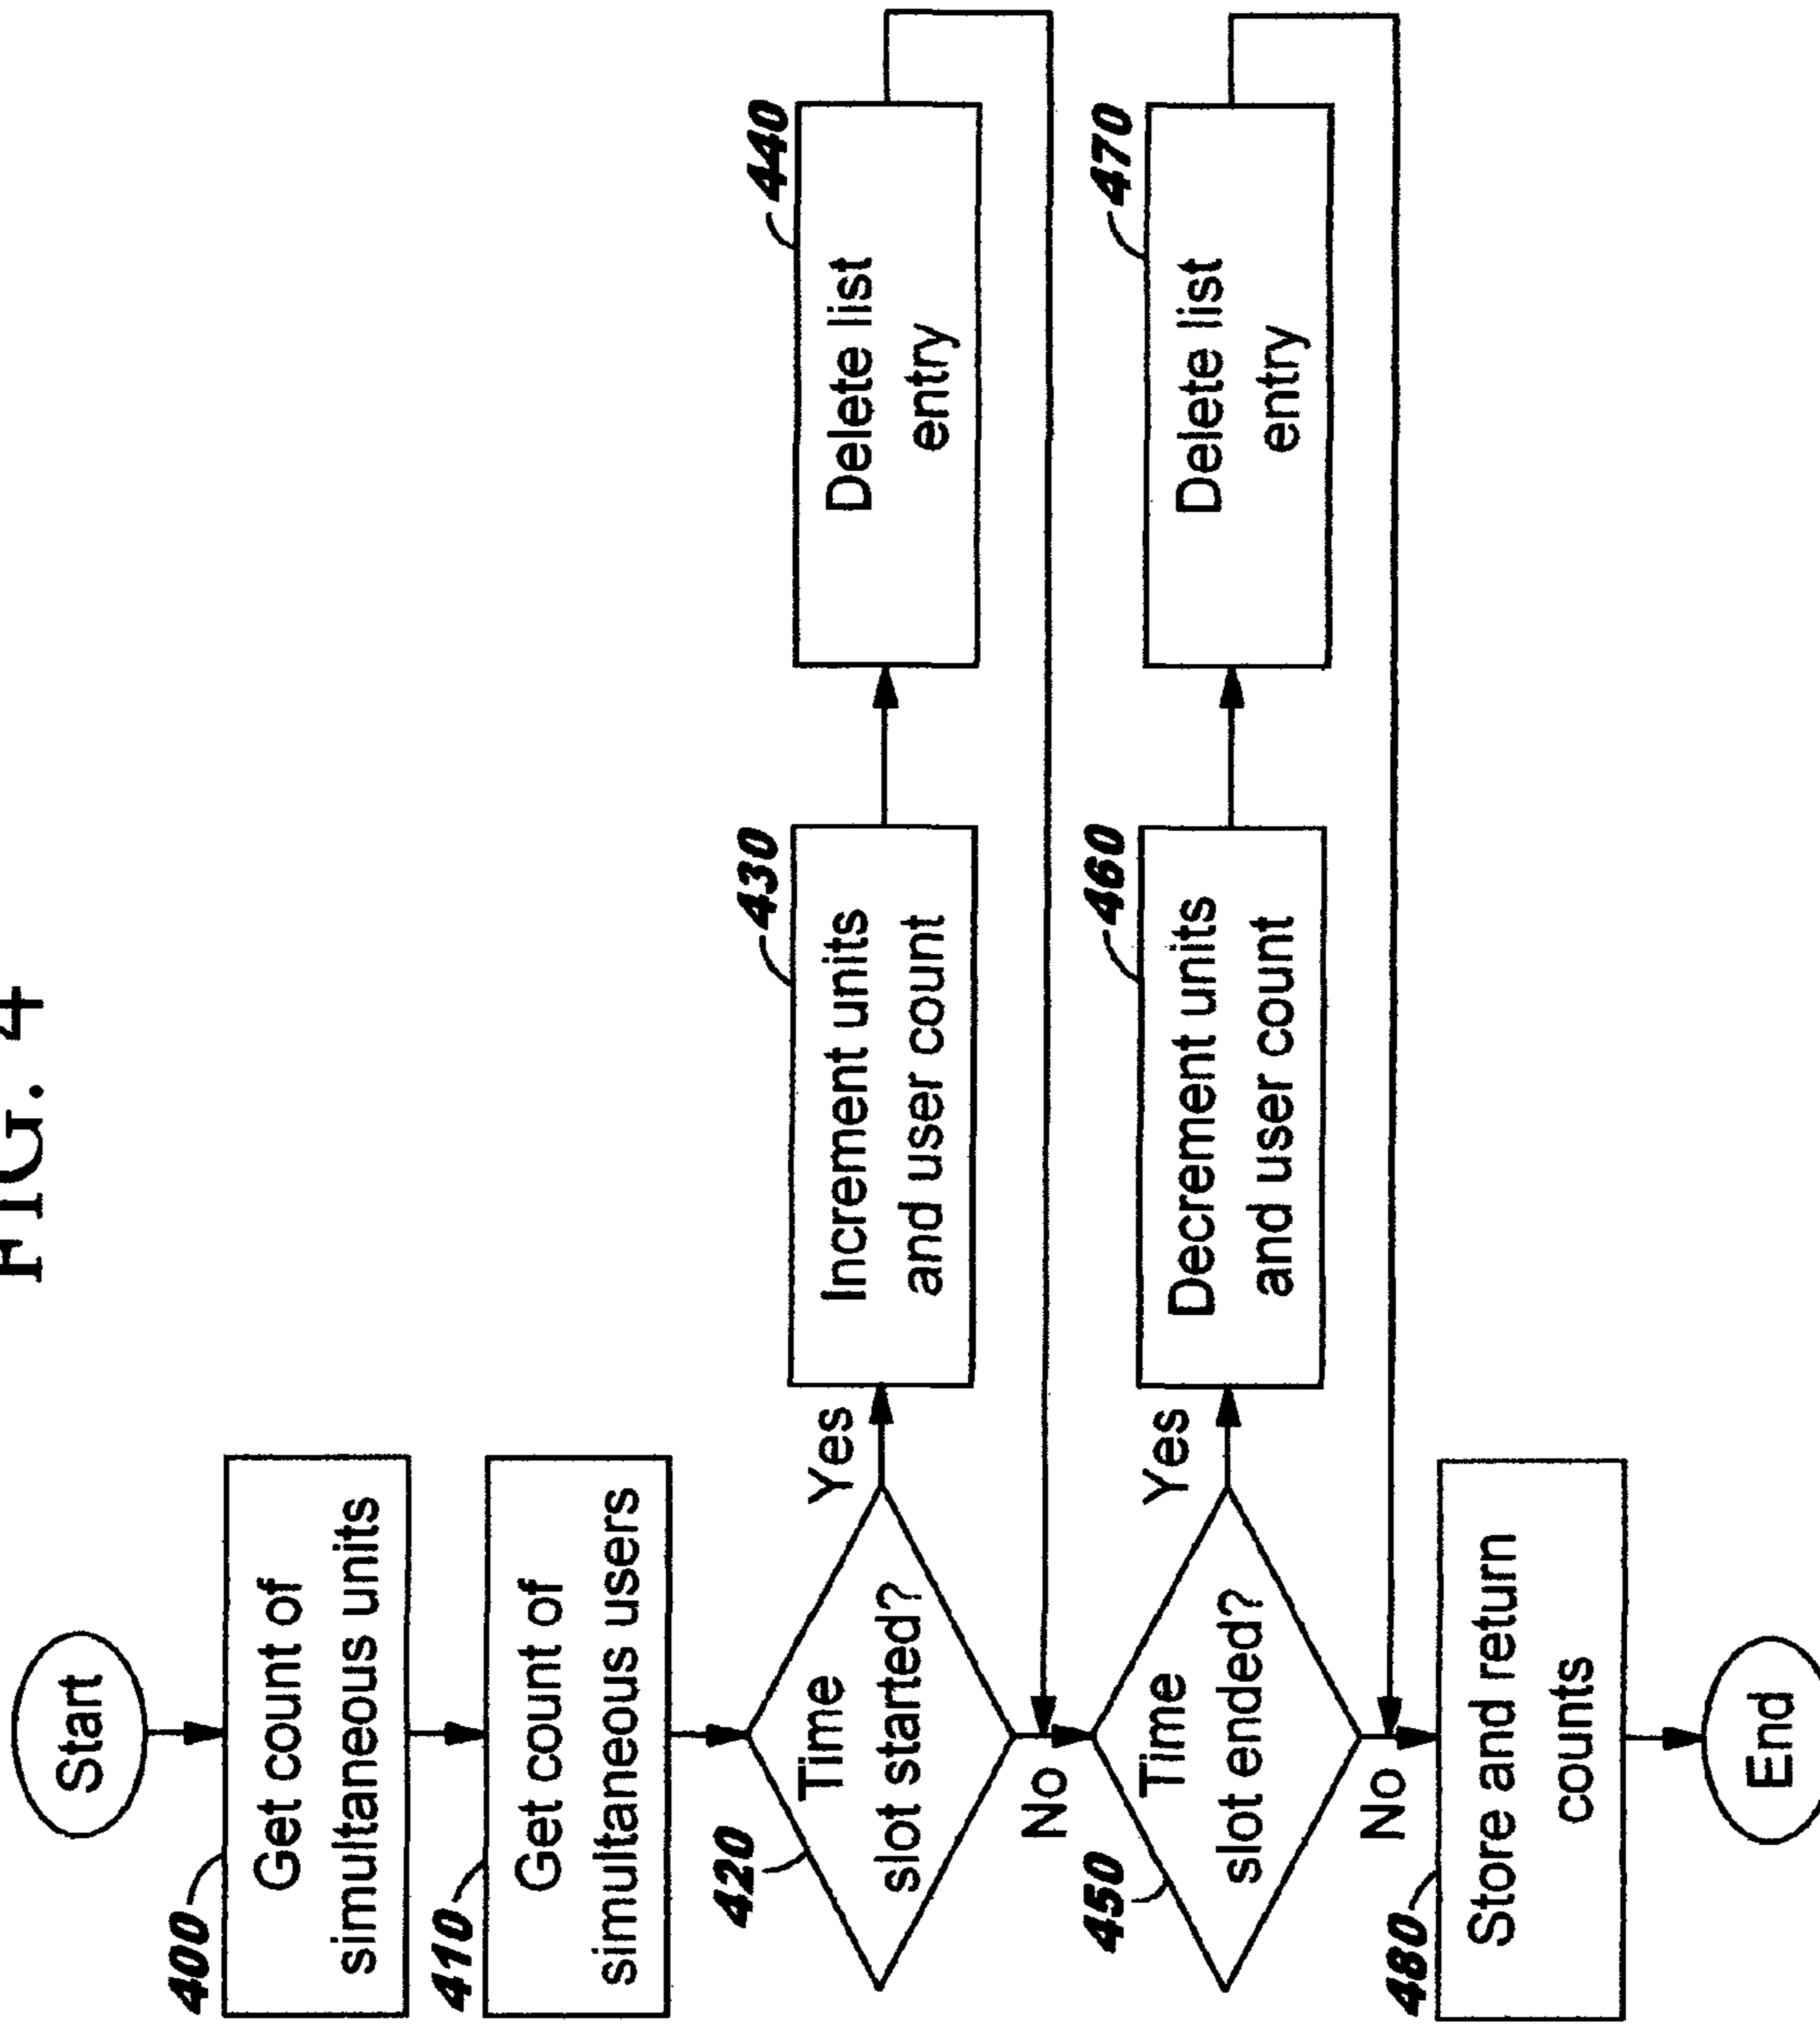 FIG. 4
Start
400
Get count of
simultaneous units
410
Get count of
simultaneous users
420
Time
slot started?
Yes
No
430
Increment units
and user count
440
Delete list
entry
450
Time
slot ended?
Yes
No
460
Decrement units
and user count
470
Delete list
entry
480
Store and return
counts
End